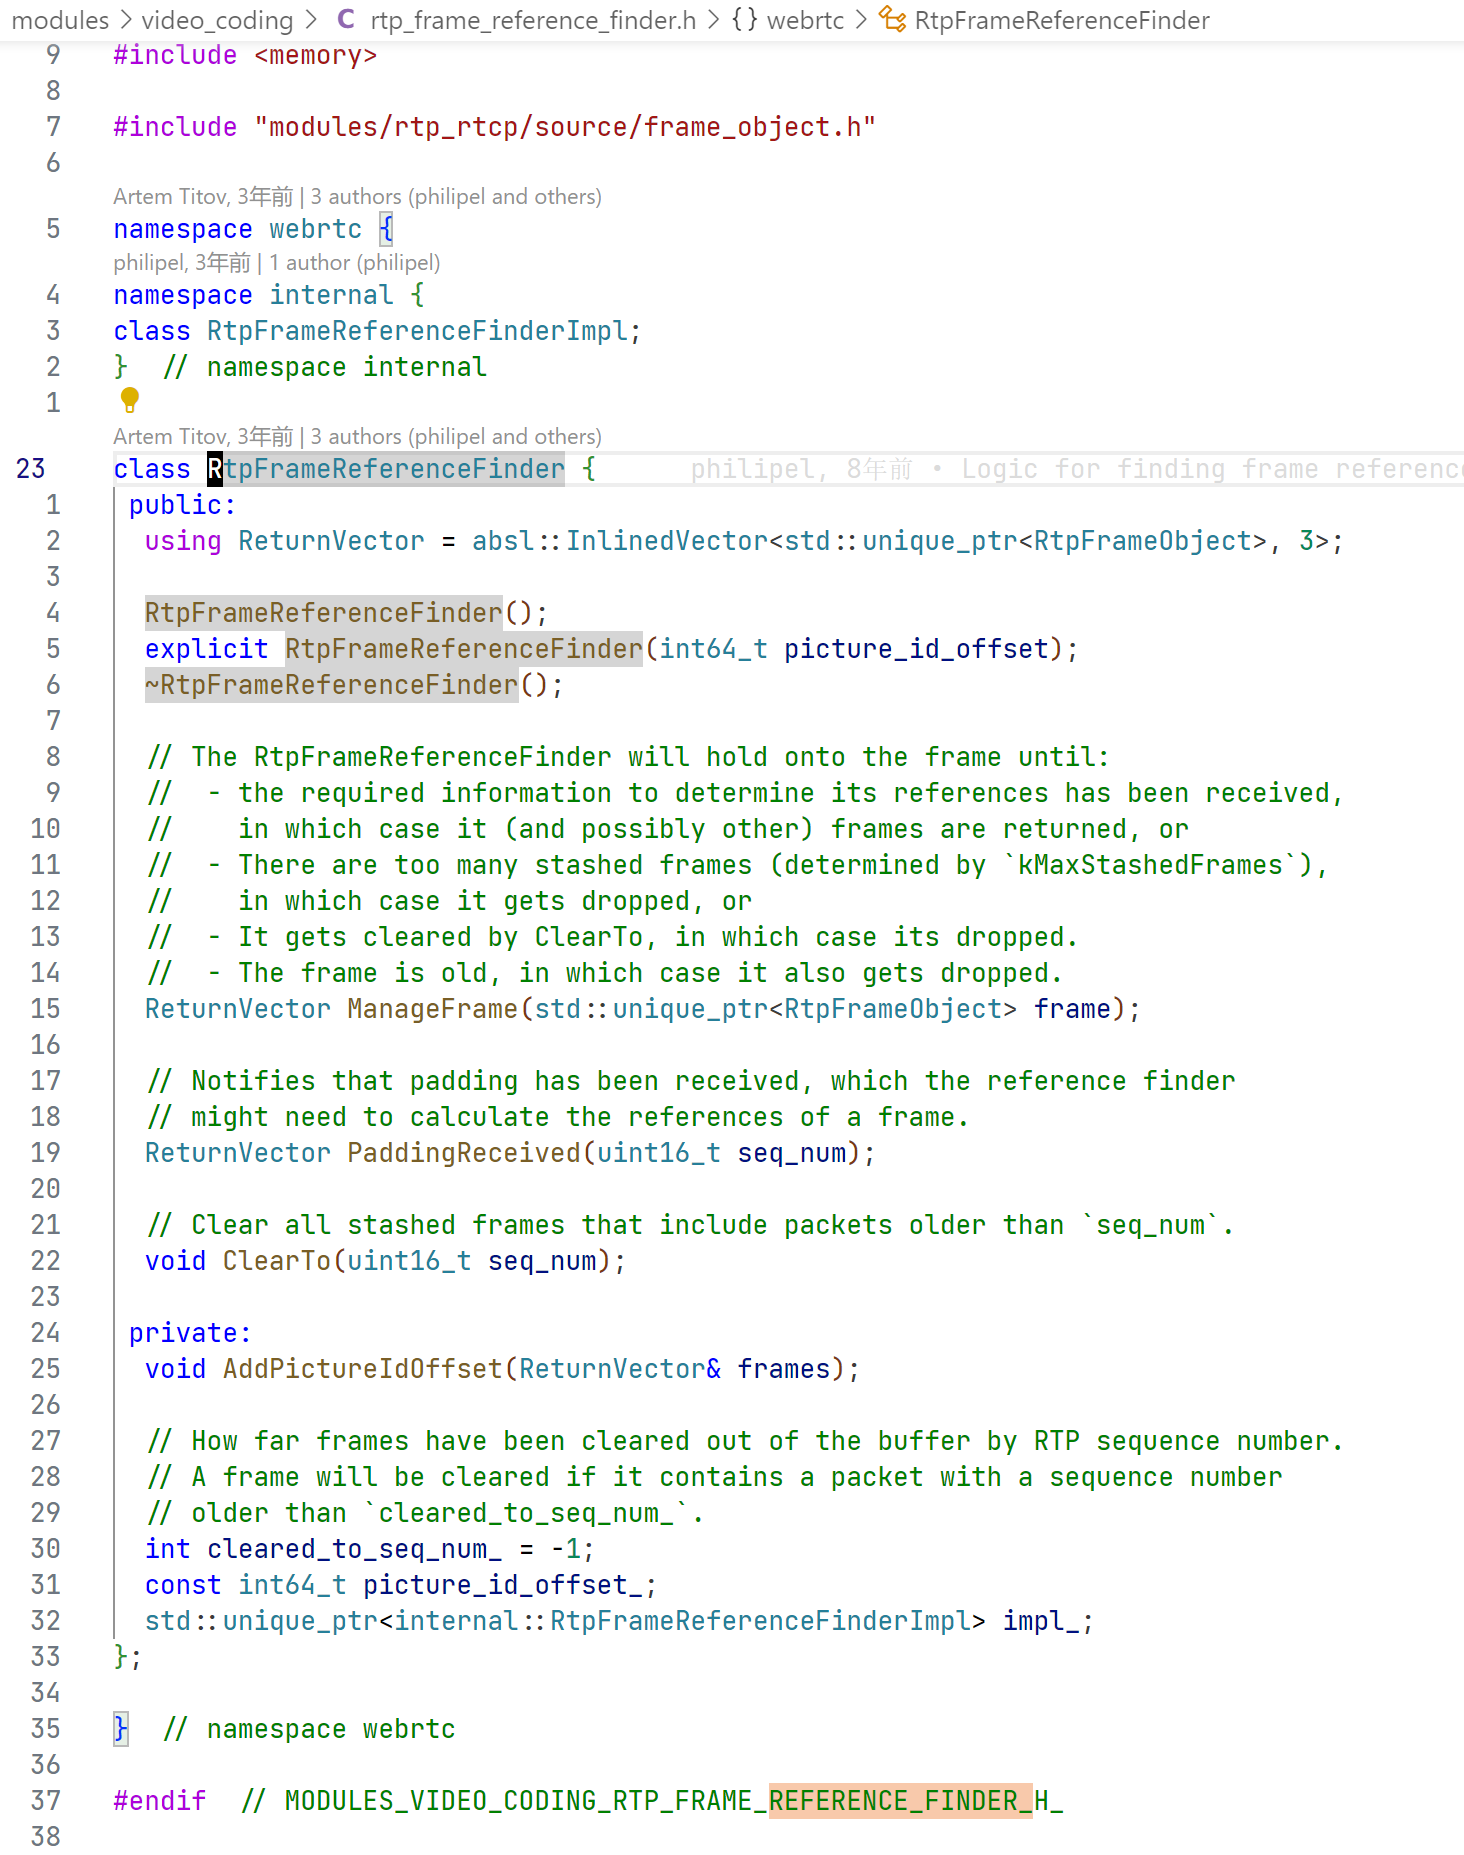 modules > video_coding > C rtp_frame_reference_finder.h > {} webrtc > RtpFrameReferenceFinder
9 #include <memory>
8
7 #include "modules/rtp_rtcp/source/frame_object.h"
6
Artem Titov, 3年前 | 3 authors (philipel and others)
5 namespace webrtc {
philipel, 3年前 | 1 author (philipel)
4 namespace internal {
3 class RtpFrameReferenceFinderImpl;
2 }  // namespace internal
1
Artem Titov, 3年前 | 3 authors (philipel and others)
23 class RtpFrameReferenceFinder {      philipel, 8年前 • Logic for finding frame reference
1  public:
2   using ReturnVector = absl::InlinedVector<std::unique_ptr<RtpFrameObject>, 3>;
3
4   RtpFrameReferenceFinder();
5   explicit RtpFrameReferenceFinder(int64_t picture_id_offset);
6   ~RtpFrameReferenceFinder();
7
8   // The RtpFrameReferenceFinder will hold onto the frame until:
9   //  - the required information to determine its references has been received,
10   //    in which case it (and possibly other) frames are returned, or
11   //  - There are too many stashed frames (determined by `kMaxStashedFrames`),
12   //    in which case it gets dropped, or
13   //  - It gets cleared by ClearTo, in which case its dropped.
14   //  - The frame is old, in which case it also gets dropped.
15   ReturnVector ManageFrame(std::unique_ptr<RtpFrameObject> frame);
16
17   // Notifies that padding has been received, which the reference finder
18   // might need to calculate the references of a frame.
19   ReturnVector PaddingReceived(uint16_t seq_num);
20
21   // Clear all stashed frames that include packets older than `seq_num`.
22   void ClearTo(uint16_t seq_num);
23
24  private:
25   void AddPictureIdOffset(ReturnVector& frames);
26
27   // How far frames have been cleared out of the buffer by RTP sequence number.
28   // A frame will be cleared if it contains a packet with a sequence number
29   // older than `cleared_to_seq_num_`.
30   int cleared_to_seq_num_ = -1;
31   const int64_t picture_id_offset_;
32   std::unique_ptr<internal::RtpFrameReferenceFinderImpl> impl_;
33 };
34
35 }  // namespace webrtc
36
37 #endif  // MODULES_VIDEO_CODING_RTP_FRAME_REFERENCE_FINDER_H_
38